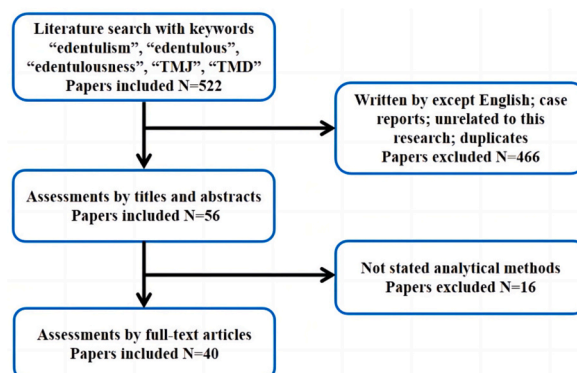 Literature search with keywords
“edentulism”, “edentulous”,
“edentulousness”, “TMJ”, “TMD”
Papers included N=522
Written by except English; case
reports; unrelated to this
research; duplicates
Papers excluded N=466
Assessments by titles and abstracts
Papers included N=56
Not stated analytical methods
Papers excluded N=16
Assessments by full-text articles
Papers included N=40